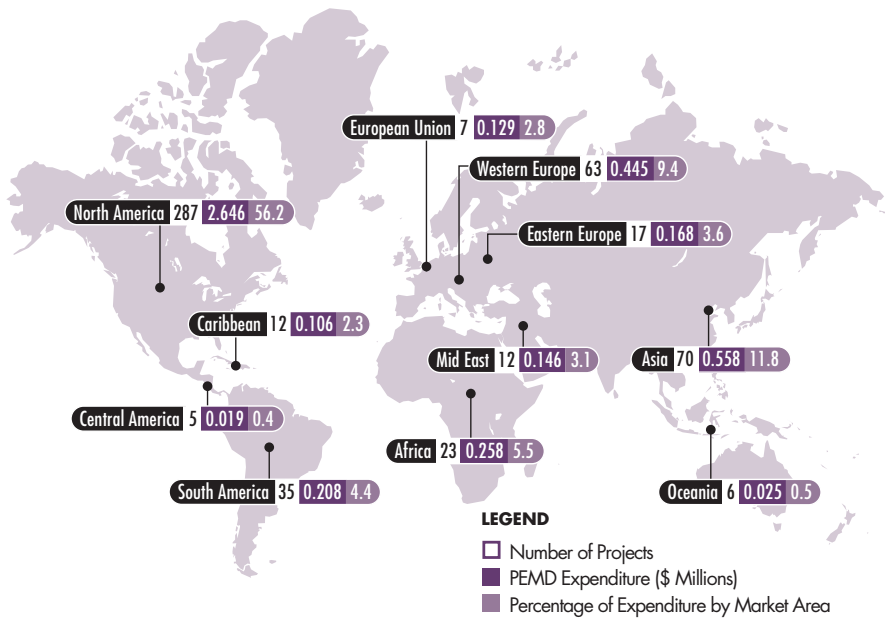 European Union 7 0.129 2.8
Western Europe 63 0.445 9.4
North America 287 2.646 56.2
Eastern Europe 17 0.168 3.6
Caribbean 12 0.106 2.3
Mid East 12 0.146 3.1
Asia 70 0.558 11.8
Central America 5 0.019 0.4
Africa 23 0.258 5.5
South America 35 0.208 4.4
Oceania 6 0.025 0.5
LEGEND
Number of Projects
PEMD Expenditure ($ Millions)
Percentage of Expenditure by Market Area